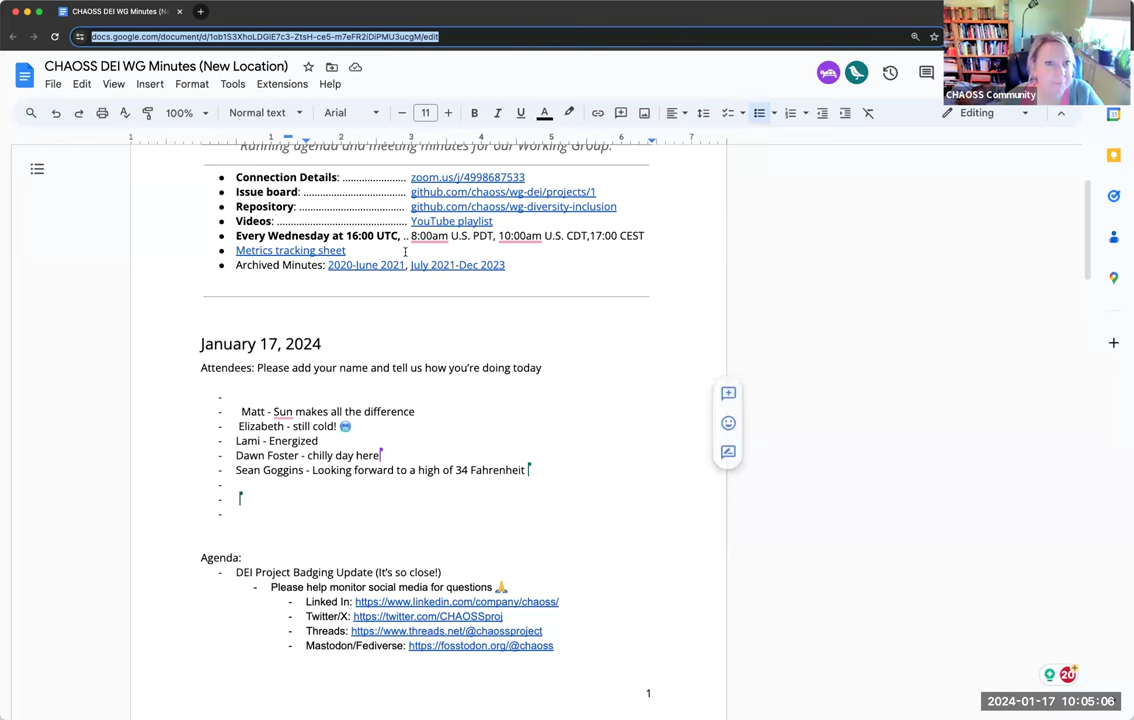 CHAOSS DEI WG Minutes (N
docs.google.com/document/d/1ob1S3XhoLDGIE7c3-ZtsH-ce5-m7eFR2iDiPMU3ucgM/edit
CHAOSS DEI WG Minutes (New Location)
File Edit View Insert Format Tools Extensions Help
100% Normal text Arial 11 Editing
CHAOSS Community
1 1 2 3 4 5 6 7
Running agenda and meeting minutes for our Working Group.
● Connection Details: ...................... zoom.us/j/4998687533
● Issue board: .................................. github.com/chaoss/wg-dei/projects/1
● Repository: ................................... github.com/chaoss/wg-diversity-inclusion
● Videos: ........................................... YouTube playlist
● Every Wednesday at 16:00 UTC, .. 8:00am U.S. PDT, 10:00am U.S. CDT,17:00 CEST
● Metrics tracking sheet
● Archived Minutes: 2020-June 2021, July 2021-Dec 2023
January 17, 2024
Attendees: Please add your name and tell us how you're doing today
-
- Matt - Sun makes all the difference
- Elizabeth - still cold! 🥶
- Lami - Energized
- Dawn Foster - chilly day here
- Sean Goggins - Looking forward to a high of 34 Fahrenheit
-
-
-
Agenda:
- DEI Project Badging Update (It's so close!)
- Please help monitor social media for questions 🙏
- Linked In: https://www.linkedin.com/company/chaoss/
- Twitter/X: https://twitter.com/CHAOSSproj
- Threads: https://www.threads.net/@chaossproject
- Mastodon/Fediverse: https://fosstodon.org/@chaoss
1
20
2024-01-17 10:05:06